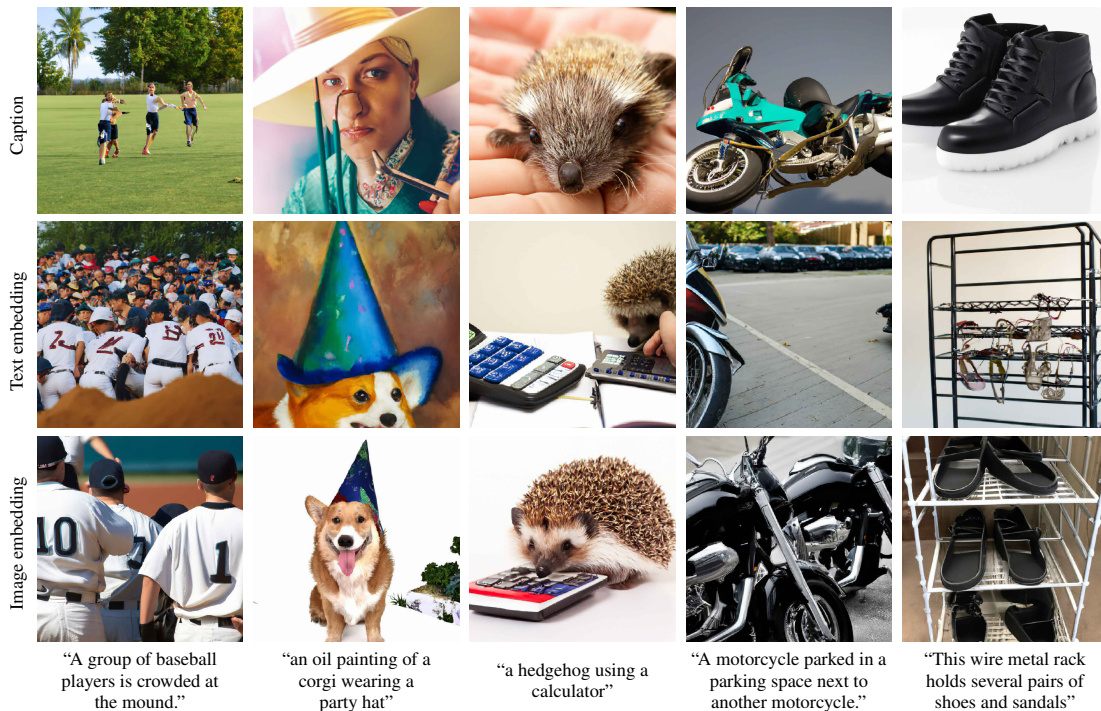 Caption
Text embedding
Image embedding
10
1
“A group of baseball
players is crowded at
the mound.”
“an oil painting of a
corgi wearing a
party hat”
“a hedgehog using a
calculator”
“A motorcycle parked in a
parking space next to
another motorcycle.”
“This wire metal rack
holds several pairs of
shoes and sandals”